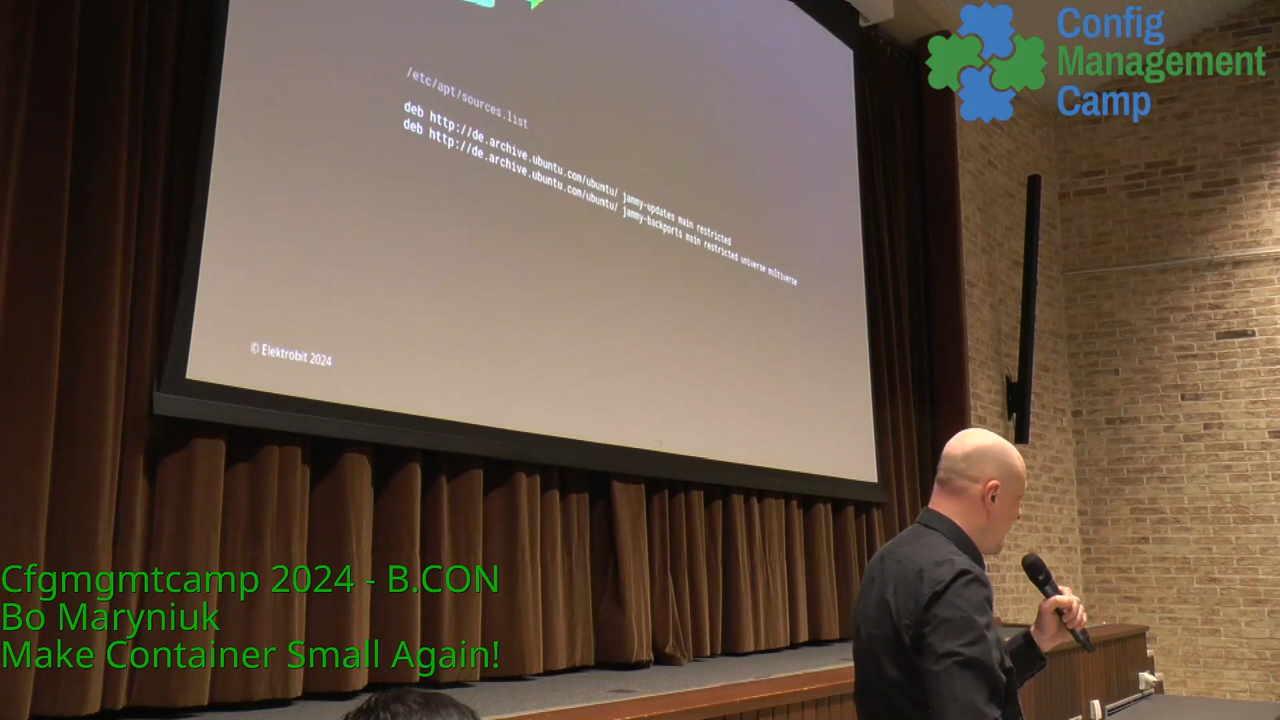 Config
Management
Camp
/etc/apt/sources.list
deb http://de.archive.ubuntu.com/ubuntu/ jammy-updates main restricted
deb http://de.archive.ubuntu.com/ubuntu/ jammy-backports main restricted universe multiverse
© Elektrobit 2024
Cfgmgmtcamp 2024 - B.CON
Bo Maryniuk
Make Container Small Again!